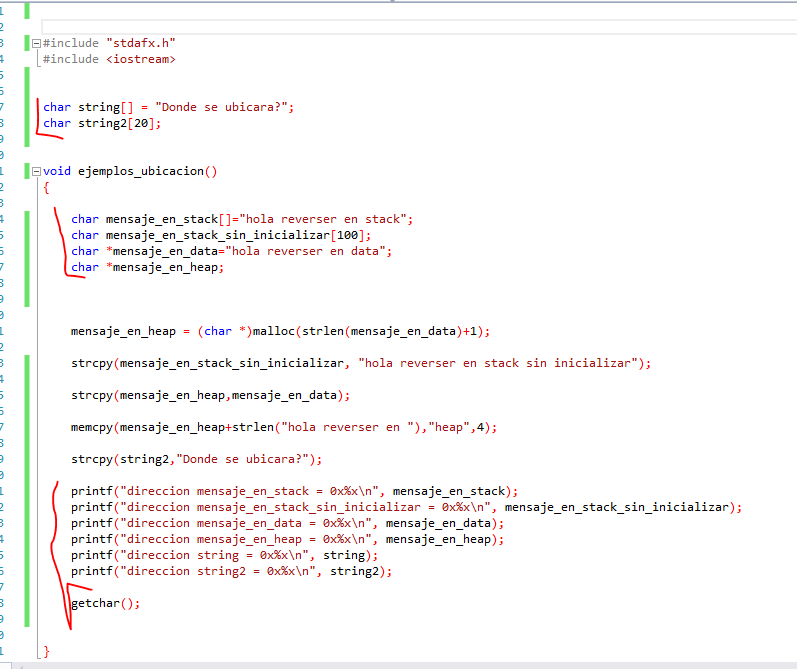 #include "stdafx.h"
#include <iostream>
char string[] = "Donde se ubicara?";
char string2[20];
void ejemplos_ubicacion()
{
char mensaje_en_stack[]="hola reverser en stack";
char mensaje_en_stack_sin_inicializar[100];
char *mensaje_en_data="hola reverser en data";
char *mensaje_en_heap;
mensaje_en_heap = (char *)malloc(strlen(mensaje_en_data)+1);
strcpy(mensaje_en_stack_sin_inicializar, "hola reverser en stack sin inicializar");
strcpy(mensaje_en_heap,mensaje_en_data);
memcpy(mensaje_en_heap+strlen("hola reverser en "),"heap",4);
strcpy(string2,"Donde se ubicara?");
printf("direccion mensaje_en_stack = 0x%x\n", mensaje_en_stack);
printf("direccion mensaje_en_stack_sin_inicializar = 0x%x\n", mensaje_en_stack_sin_inicializar);
printf("direccion mensaje_en_data = 0x%x\n", mensaje_en_data);
printf("direccion mensaje_en_heap = 0x%x\n", mensaje_en_heap);
printf("direccion string = 0x%x\n", string);
printf("direccion string2 = 0x%x\n", string2);
getchar();
}